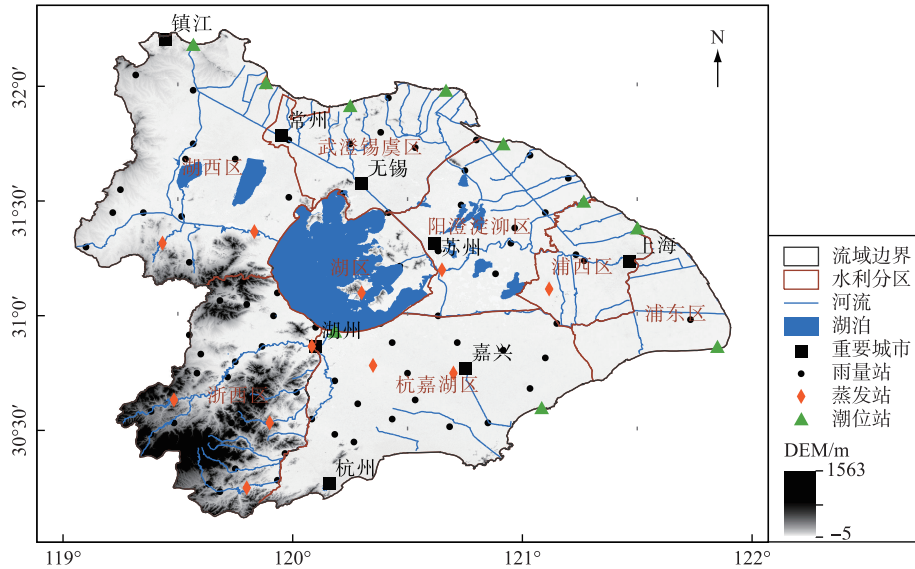 镇江
N
32°0′
常州
武澄锡虞区
湖西区
无锡
31°30′
阳澄淀泖区
苏州
上海
湖区
浦西区
31°0′
浦东区
湖州
嘉兴
浙西区
杭嘉湖区
30°30′
杭州
119°
120°
121°
122°
流域边界
水利分区
河流
湖泊
重要城市
雨量站
蒸发站
潮位站
DEM/m
1563
-5